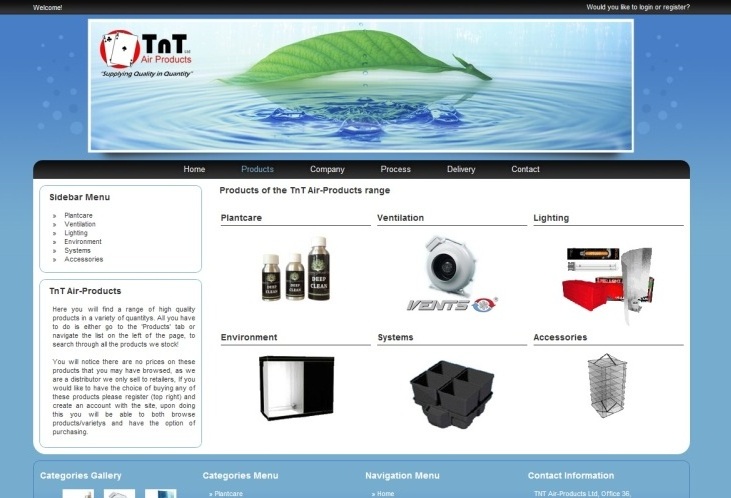 Welcome!
Would you like to login or register?
TnT Ltd
Air Products
"Supplying Quality in Quantity"
Home Products Company Process Delivery Contact
Sidebar Menu
» Plantcare
» Ventilation
» Lighting
» Environment
» Systems
» Accessories
TnT Air-Products
Here you will find a range of high quality
products in a variety of quantitys. All you have
to do is either go to the 'Products' tab or
navigate the list on the left of the page, to
search through all the products we stock!
You will notice there are no prices on these
products that you may have browsed, as we
are a distributor we only sell to retailers, If you
would like to have the choice of buying any of
these products please register (top right) and
create an account with the site, upon doing
this you will be able to both browse
products/varietys and have the option of
purchasing.
Products of the TnT Air-Products range
Plantcare Ventilation Lighting
DEEP
CLEAN
DEEP
CLEAN
DEEP
CLEAN
VENTS
Environment Systems Accessories
Categories Gallery Categories Menu Navigation Menu Contact Information
» Plantcare » Home TNT Air-Products Ltd, Office 36,